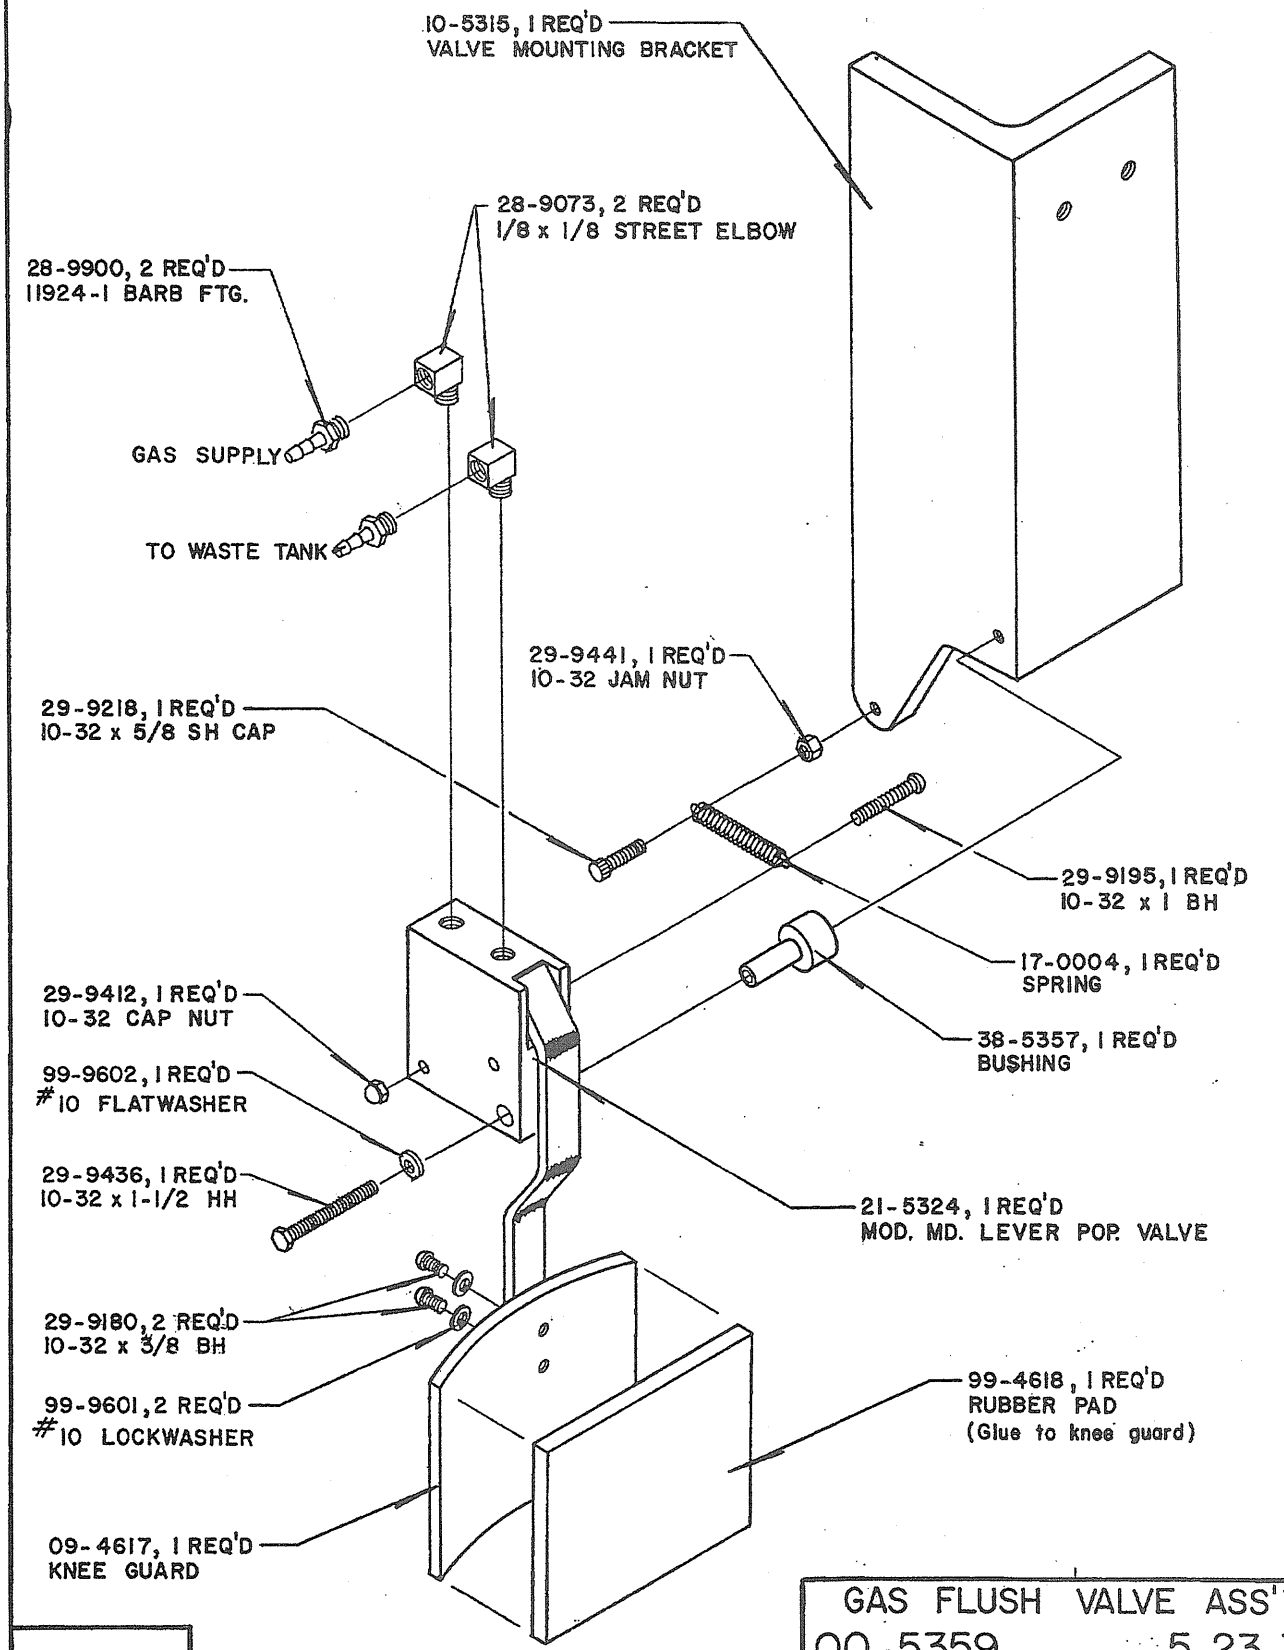 10-5315, 1 REQ'D
VALVE MOUNTING BRACKET
28-9073, 2 REQ'D
1/8 x 1/8 STREET ELBOW
28-9900, 2 REQ'D
11924-1 BARB FTG.
GAS SUPPLY
TO WASTE TANK
29-9441, 1 REQ'D
10-32 JAM NUT
29-9218, 1 REQ'D
10-32 x 5/8 SH CAP
29-9195, 1 REQ'D
10-32 x 1 BH
17-0004, 1 REQ'D
SPRING
29-9412, 1 REQ'D
10-32 CAP NUT
38-5357, 1 REQ'D
BUSHING
99-9602, 1 REQ'D
#10 FLATWASHER
29-9436, 1 REQ'D
10-32 x 1-1/2 HH
21-5324, 1 REQ'D
MOD. MD. LEVER POP. VALVE
29-9180, 2 REQ'D
10-32 x 3/8 BH
99-9601, 2 REQ'D
#10 LOCKWASHER
99-4618, 1 REQ'D
RUBBER PAD
(Glue to knee guard)
09-4617, 1 REQ'D
KNEE GUARD
GAS FLUSH VALVE ASS'
00-5359 5 23